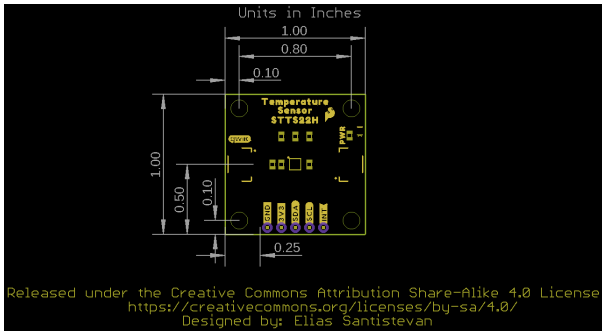 Units in Inches
1.00
0.80
0.10
Temperature
Sensor
STTS22H
qwiic
PWR
1.00
0.50
0.10
GND
3V3
SDA
SCL
INT
0.25
Released under the Creative Commons Attribution Share-Alike 4.0 License
https://creativecommons.org/licenses/by-sa/4.0/
Designed by: Elias Santistevan